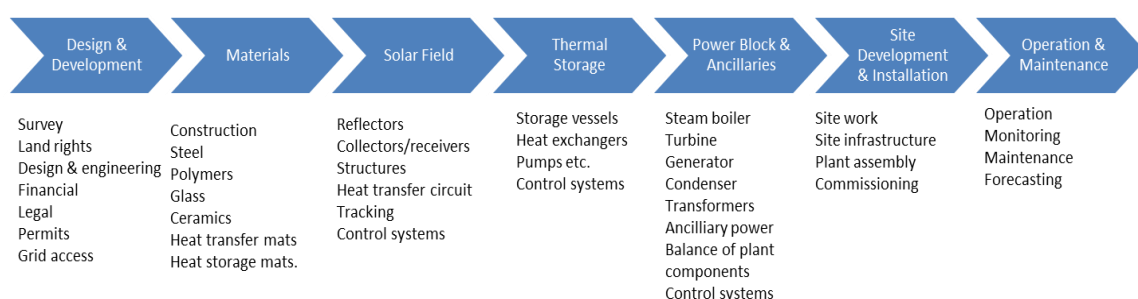 Design &
Development
Materials
Solar Field
Thermal
Storage
Power Block &
Ancillaries
Site
Development
& Installation
Operation &
Maintenance
Survey
Land rights
Design & engineering
Financial
Legal
Permits
Grid access
Construction
Steel
Polymers
Glass
Ceramics
Heat transfer mats
Heat storage mats.
Reflectors
Collectors/receivers
Structures
Heat transfer circuit
Tracking
Control systems
Storage vessels
Heat exchangers
Pumps etc.
Control systems
Steam boiler
Turbine
Generator
Condenser
Transformers
Ancilliary power
Balance of plant
components
Control systems
Site work
Site infrastructure
Plant assembly
Commissioning
Operation
Monitoring
Maintenance
Forecasting